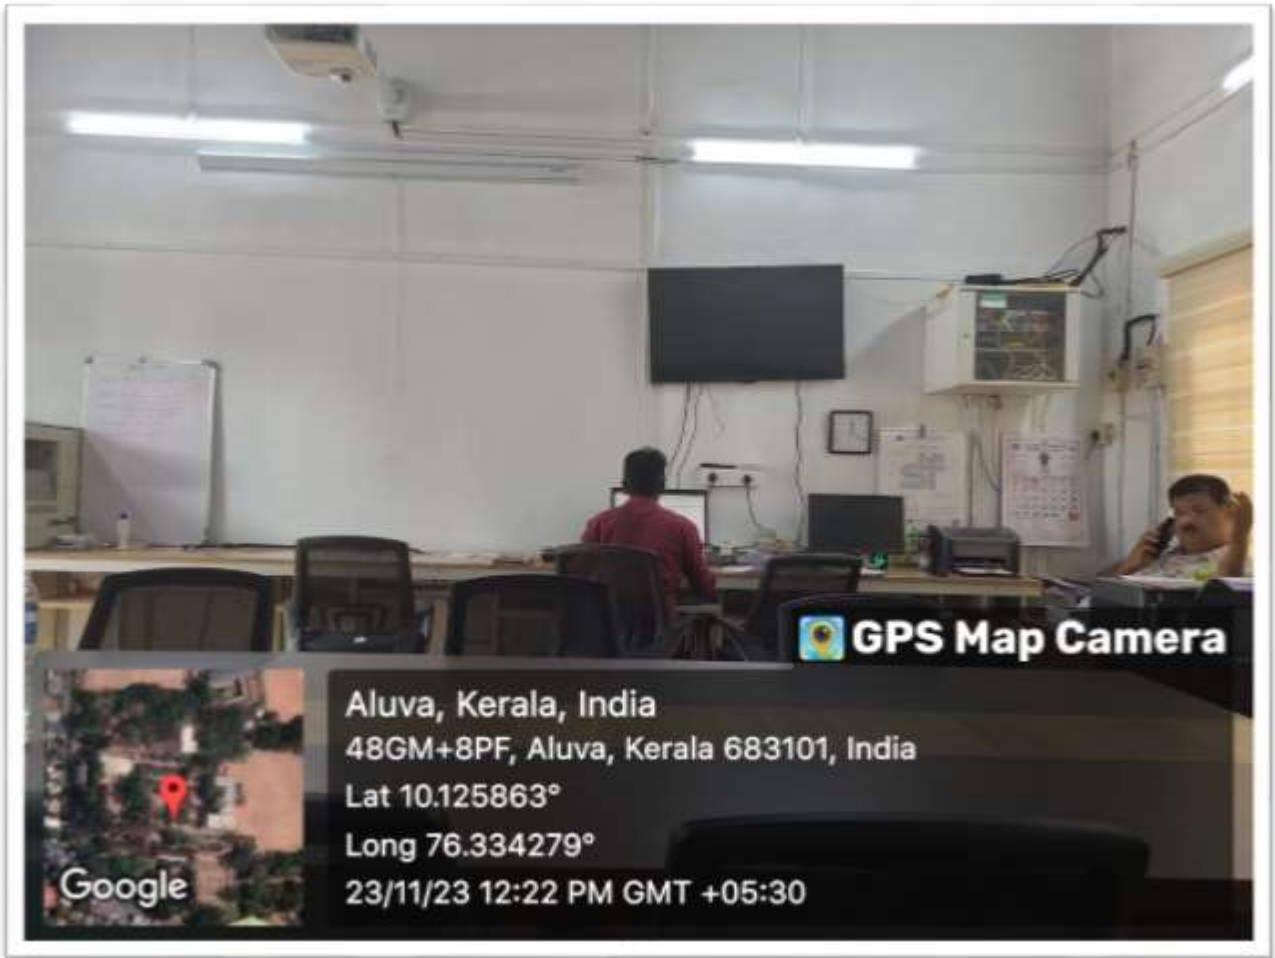 GPS Map Camera
Aluva, Kerala, India
48GM+8PF, Aluva, Kerala 683101, India
Lat 10.125863°
Long 76.334279°
23/11/23 12:22 PM GMT +05:30
Google